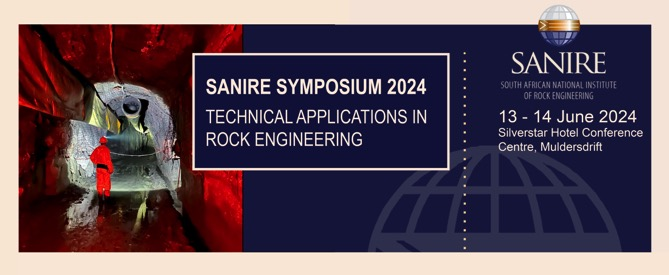 SANIRE SYMPOSIUM 2024
TECHNICAL APPLICATIONS IN
ROCK ENGINEERING
SANIRE
SOUTH AFRICAN NATIONAL INSTITUTE
OF ROCK ENGINEERING
13 - 14 June 2024
Silverstar Hotel Conference
Centre, Muldersdrift